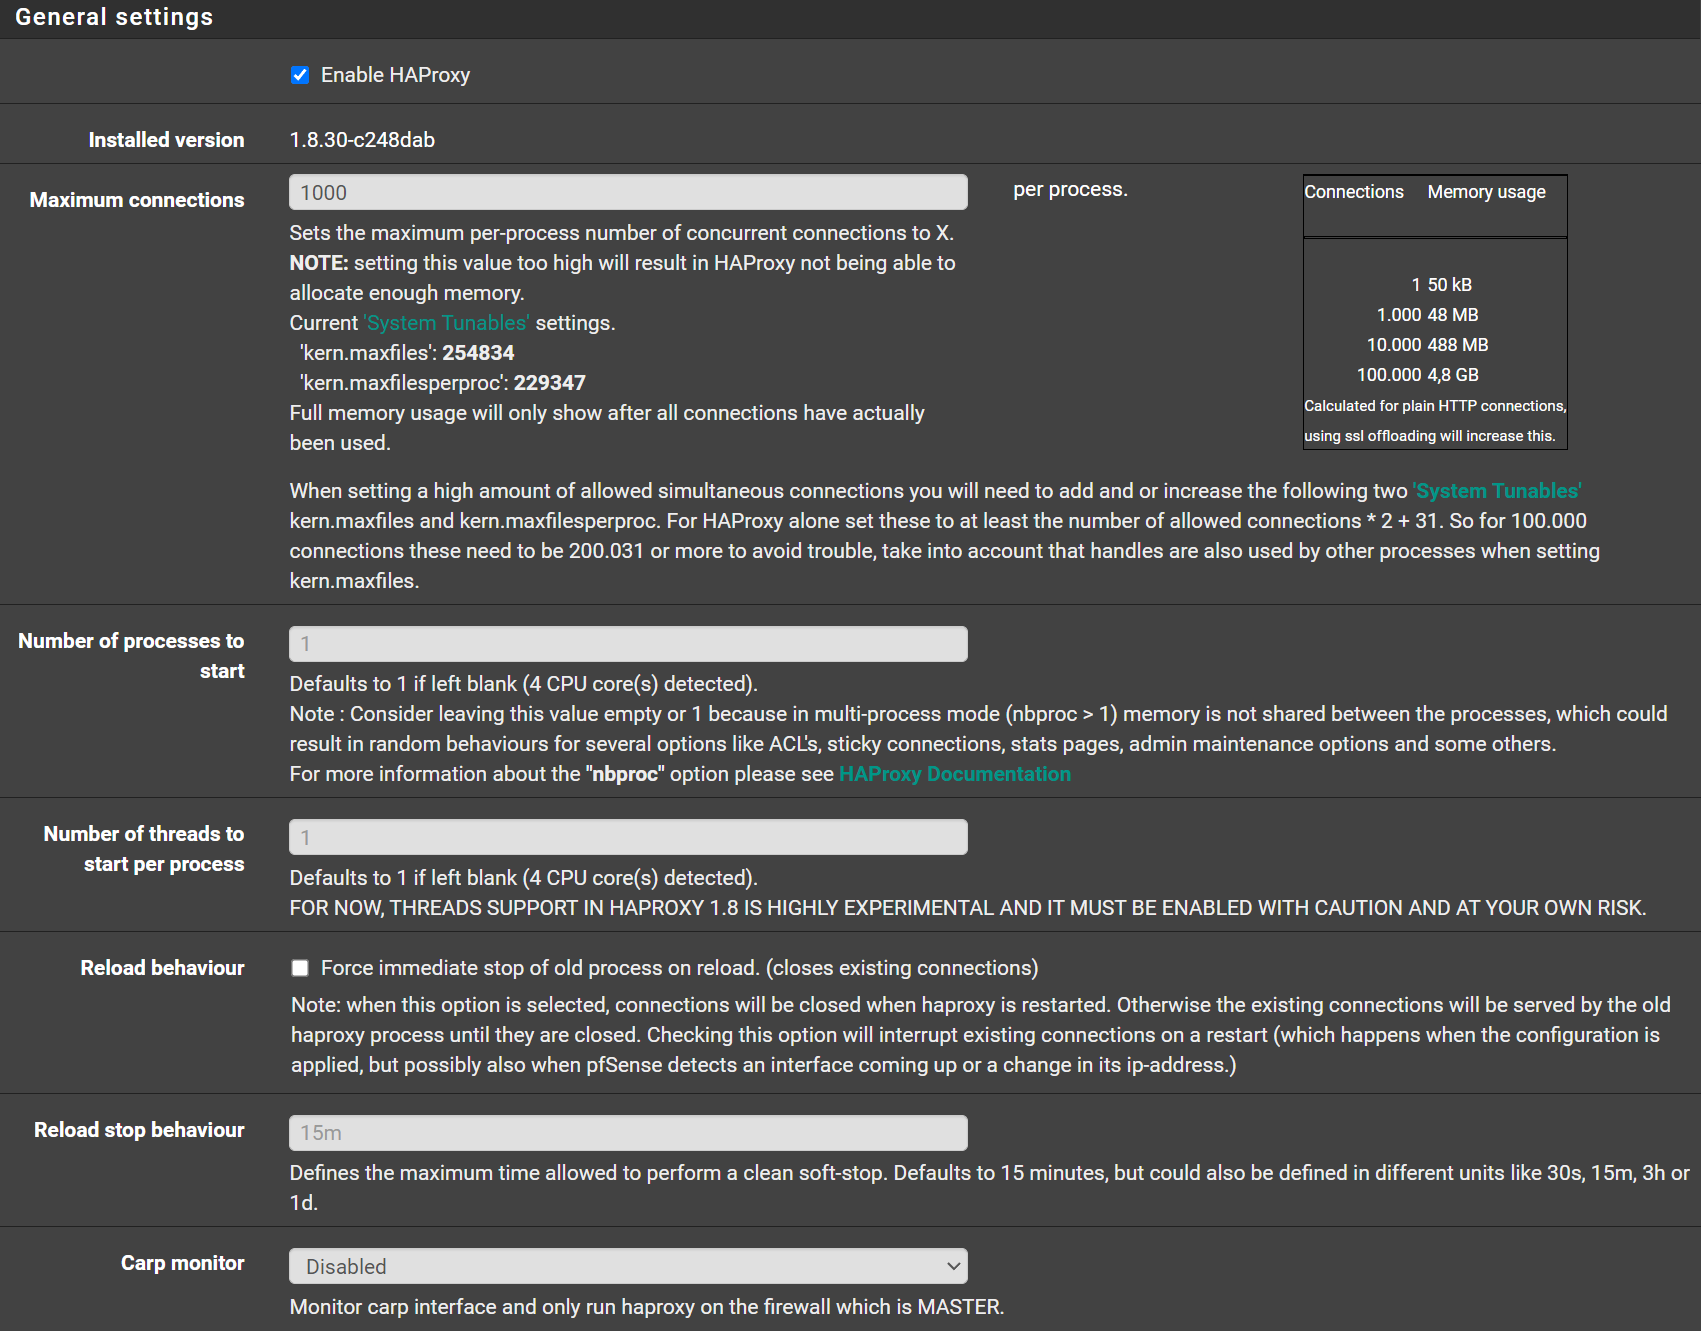 General settings
Enable HAProxy
Installed version
1.8.30-c248dab
Maximum connections
1000
per process.
Sets the maximum per-process number of concurrent connections to X.
NOTE: setting this value too high will result in HAProxy not being able to
allocate enough memory.
Current 'System Tunables' settings.
'kern.maxfiles': 254834
'kern.maxfilesperproc': 229347
Full memory usage will only show after all connections have actually
been used.
Connections Memory usage
1 50 kB
1.000 48 MB
10.000 488 MB
100.000 4,8 GB
Calculated for plain HTTP connections,
using ssl offloading will increase this.
When setting a high amount of allowed simultaneous connections you will need to add and or increase the following two 'System Tunables'
kern.maxfiles and kern.maxfilesperproc. For HAProxy alone set these to at least the number of allowed connections * 2 + 31. So for 100.000
connections these need to be 200.031 or more to avoid trouble, take into account that handles are also used by other processes when setting
kern.maxfiles.
Number of processes to
start
1
Defaults to 1 if left blank (4 CPU core(s) detected).
Note : Consider leaving this value empty or 1 because in multi-process mode (nbproc > 1) memory is not shared between the processes, which could
result in random behaviours for several options like ACL's, sticky connections, stats pages, admin maintenance options and some others.
For more information about the "nbproc" option please see HAProxy Documentation
Number of threads to
start per process
1
Defaults to 1 if left blank (4 CPU core(s) detected).
FOR NOW, THREADS SUPPORT IN HAPROXY 1.8 IS HIGHLY EXPERIMENTAL AND IT MUST BE ENABLED WITH CAUTION AND AT YOUR OWN RISK.
Reload behaviour
Force immediate stop of old process on reload. (closes existing connections)
Note: when this option is selected, connections will be closed when haproxy is restarted. Otherwise the existing connections will be served by the old
haproxy process until they are closed. Checking this option will interrupt existing connections on a restart (which happens when the configuration is
applied, but possibly also when pfSense detects an interface coming up or a change in its ip-address.)
Reload stop behaviour
15m
Defines the maximum time allowed to perform a clean soft-stop. Defaults to 15 minutes, but could also be defined in different units like 30s, 15m, 3h or
1d.
Carp monitor
Disabled
Monitor carp interface and only run haproxy on the firewall which is MASTER.